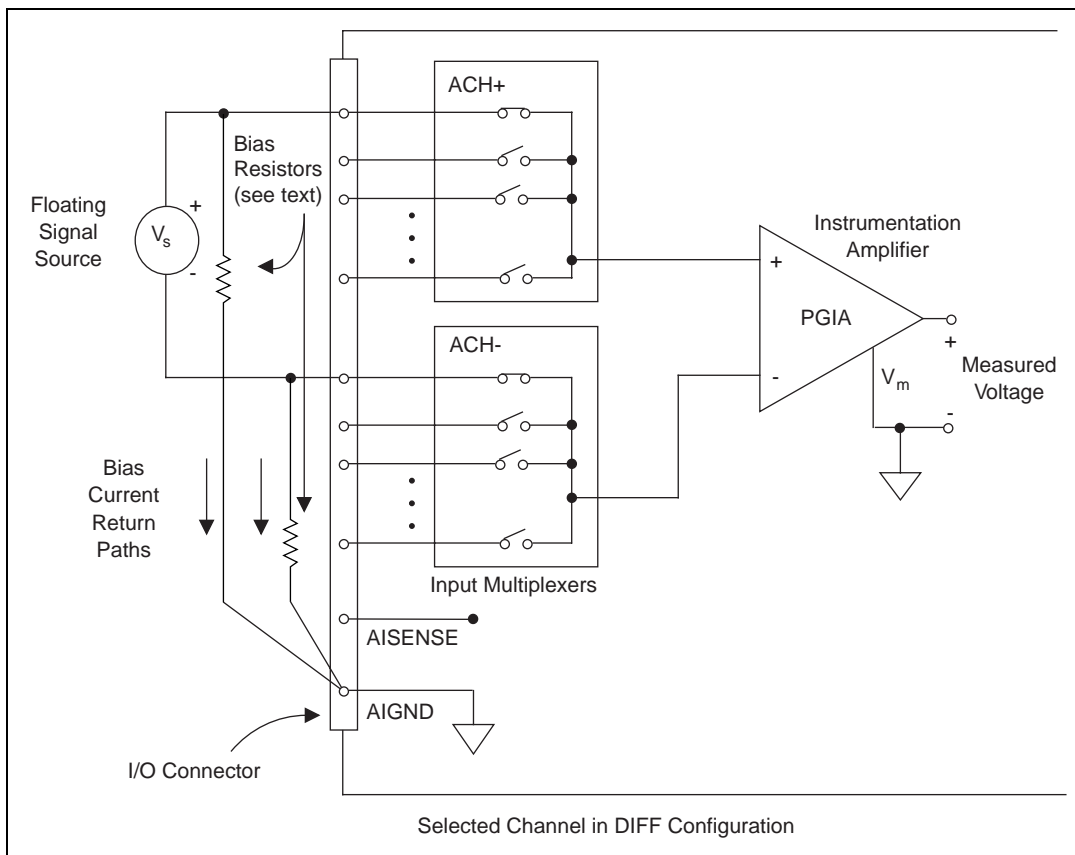 ACH+
Bias
Resistors
(see text)
Floating
Signal
Source
+
Vs
-
Instrumentation
Amplifier
+
PGIA
-
+
Measured
Voltage
-
Vm
ACH-
Bias
Current
Return
Paths
Input Multiplexers
AISENSE
AIGND
I/O Connector
Selected Channel in DIFF Configuration